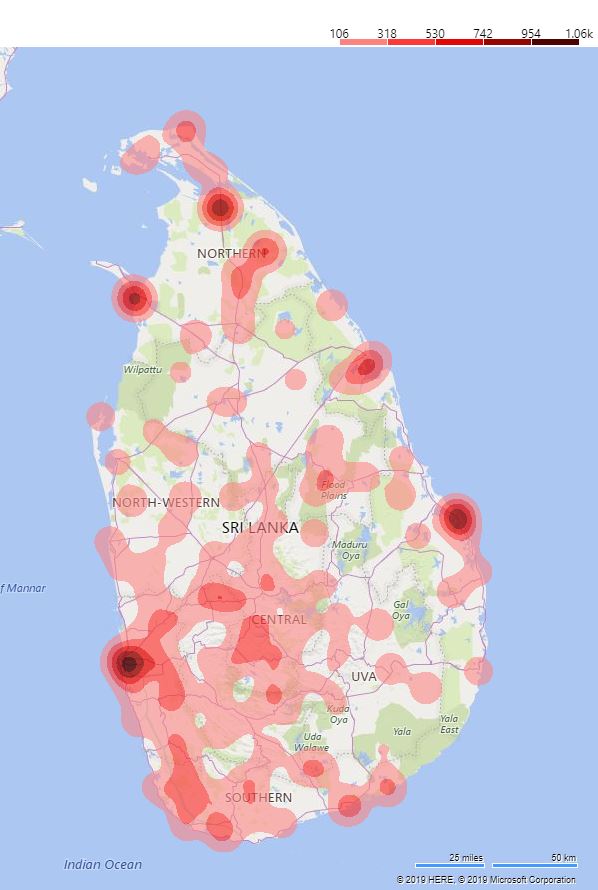 106 318 530 742 954 1.06k
NORTHERN
Wilpattu
Flood
Plains
NORTH-WESTERN
SRI LANKA
Maduru
Oya
f Mannar
Gal
Oya
CENTRAL
UVA
Kuda
Oya
Yala
East
Yala
Uda
Walawe
SOUTHERN
Indian Ocean
25 miles 50 km
© 2019 HERE, © 2019 Microsoft Corporation